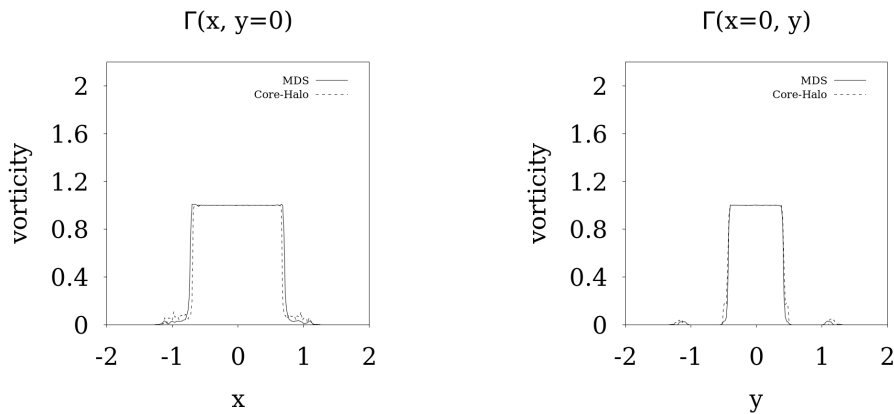 Γ(x, y=0)
MDS
Core-Halo
2
1.6
1.2
0.8
0.4
0
vorticity
-2 -1 0 1 2
x
Γ(x=0, y)
MDS
Core-Halo
2
1.6
1.2
0.8
0.4
0
vorticity
-2 -1 0 1 2
y